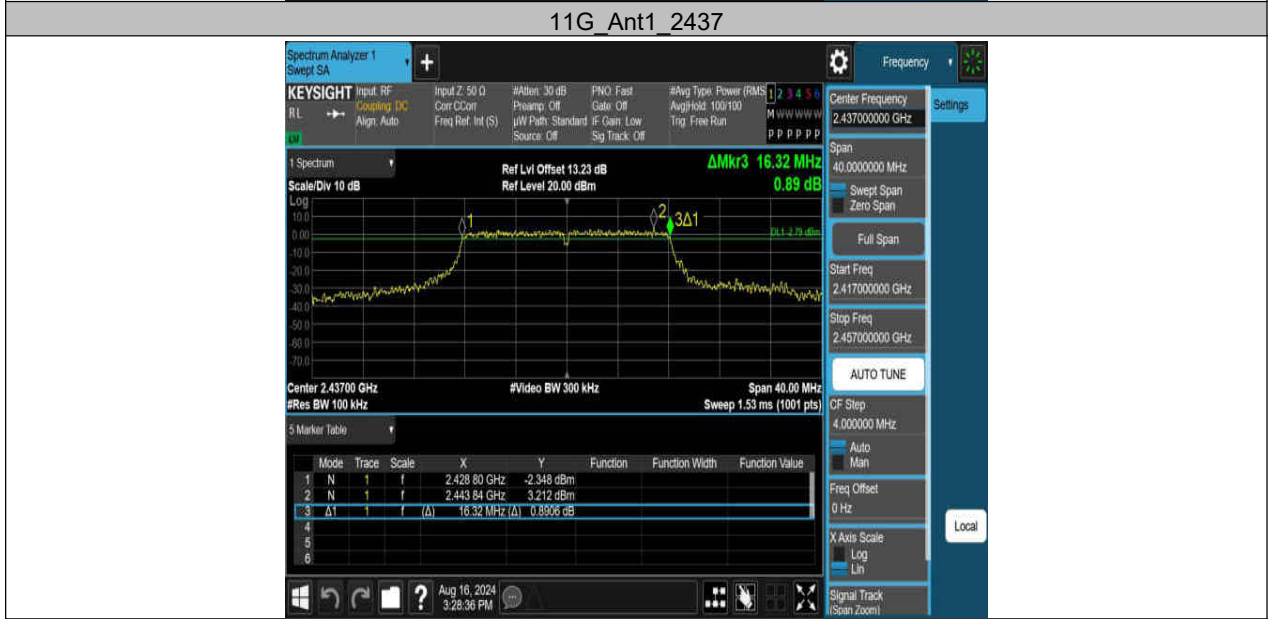 11G_Ant1_2437
Spectrum Analyzer 1
Swept SA
+
Frequency
KEYSIGHT
RL
Input: RF
Coupling: DC
Align: Auto
Input Z: 50 Ω
Corr CCorr
Freq Ref: Int (S)
#Atten: 30 dB
Preamp: Off
µW Path: Standard
Source: Off
PNO: Fast
Gate: Off
IF Gain: Low
Sig Track: Off
#Avg Type: Power (RMS
Avg|Hold: 100/100
Trig: Free Run
1 2 3 4 5 6
M W W W W W
P P P P P P
Center Frequency
2.437000000 GHz
Settings
Span
40.0000000 MHz
Swept Span
Zero Span
Full Span
Start Freq
2.417000000 GHz
Stop Freq
2.457000000 GHz
AUTO TUNE
CF Step
4.000000 MHz
Auto
Man
Freq Offset
0 Hz
X Axis Scale
Log
Lin
Signal Track
(Span Zoom)
Local
1 Spectrum
Scale/Div 10 dB
Log
Ref Lvl Offset 13.23 dB
Ref Level 20.00 dBm
ΔMkr3 16.32 MHz
0.89 dB
10.0
0.00
-10.0
-20.0
-30.0
-40.0
-50.0
-60.0
-70.0
1
2
3Δ1
DL1 -2.79 dBm
Center 2.43700 GHz
#Video BW 300 kHz
Span 40.00 MHz
#Res BW 100 kHz
Sweep 1.53 ms (1001 pts)
5 Marker Table
Mode Trace Scale X Y Function Function Width Function Value
1 N 1 f 2.428 80 GHz -2.348 dBm
2 N 1 f 2.443 84 GHz 3.212 dBm
3 Δ1 1 f (Δ) 16.32 MHz (Δ) 0.8906 dB
4
5
6
?
Aug 16, 2024
3:28:36 PM